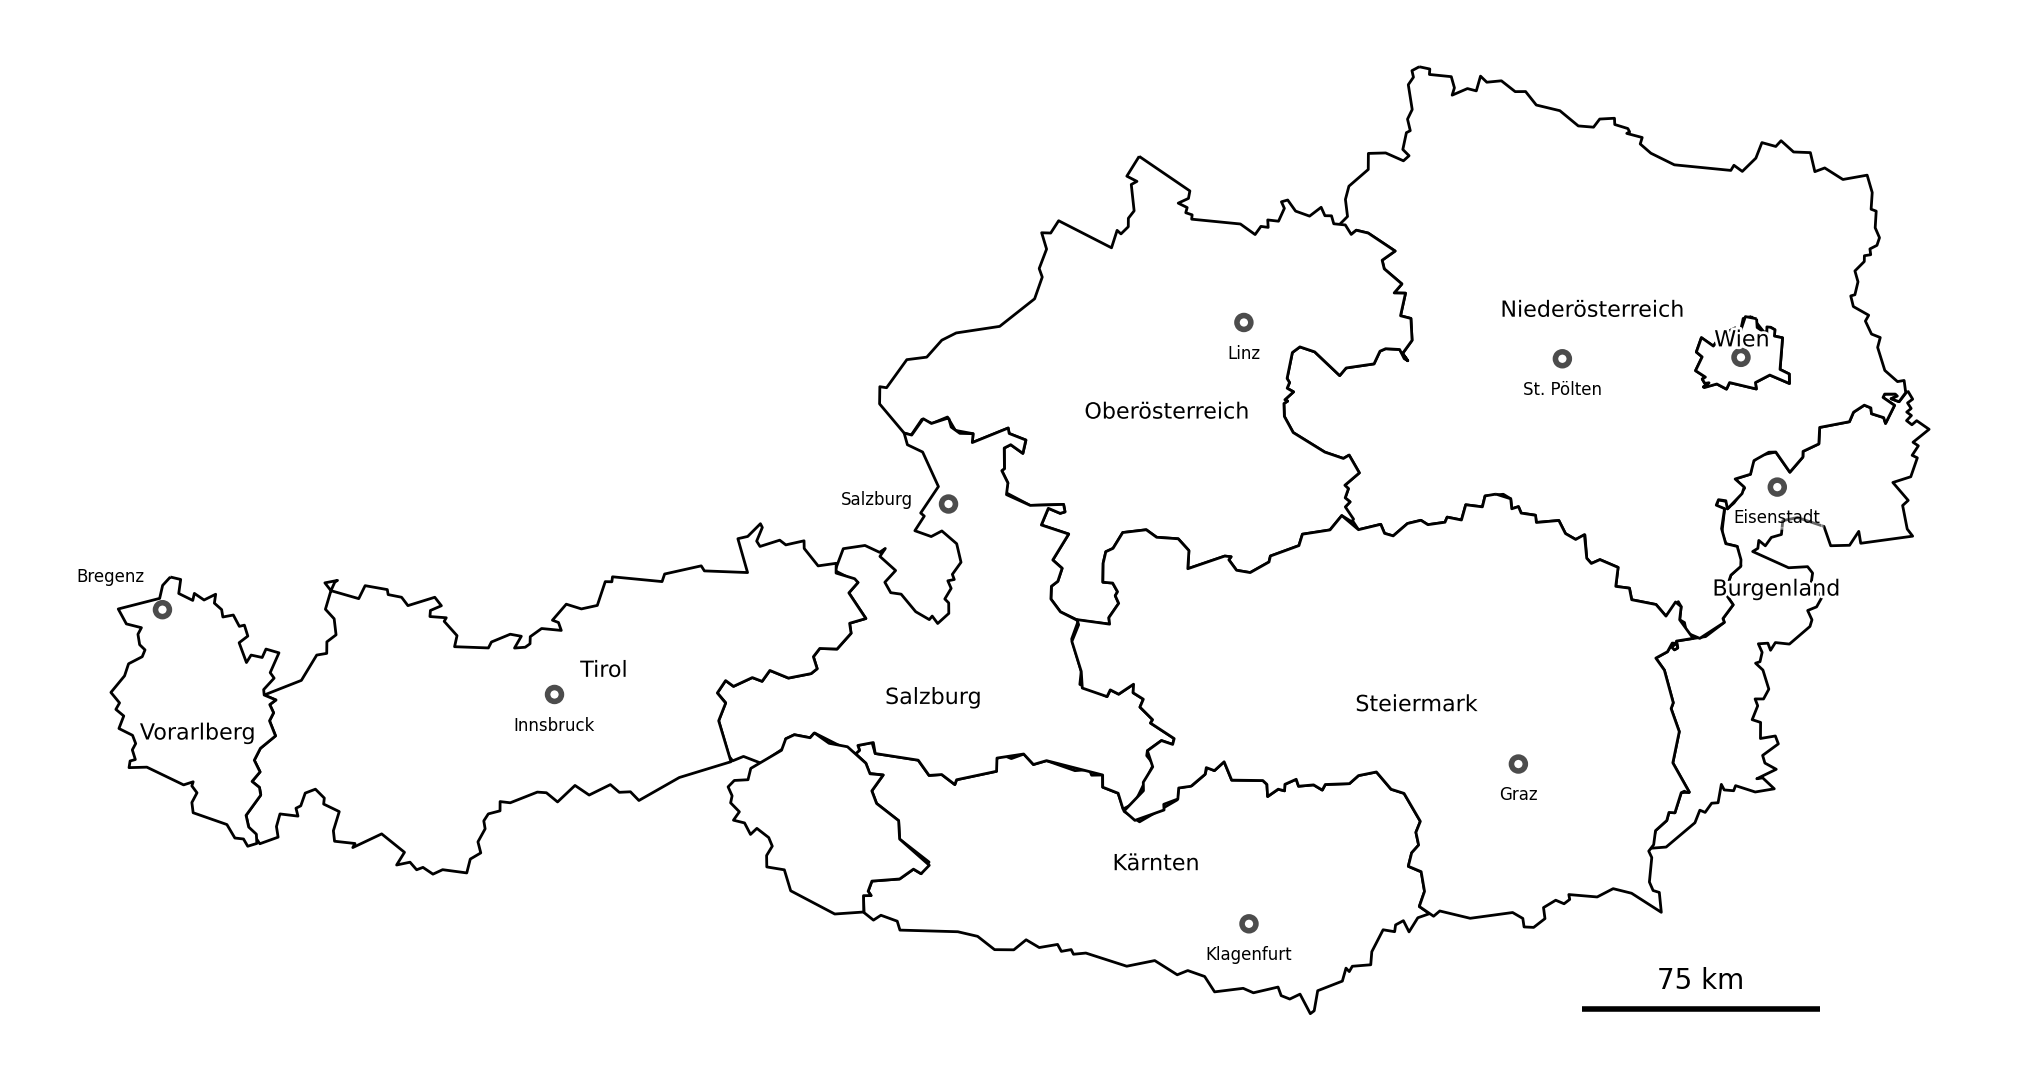 Niederösterreich
Wien
Linz
St. Pölten
Oberösterreich
Salzburg
Eisenstadt
Bregenz
Burgenland
Tirol
Salzburg
Steiermark
Innsbruck
Vorarlberg
Graz
Kärnten
Klagenfurt
75 km